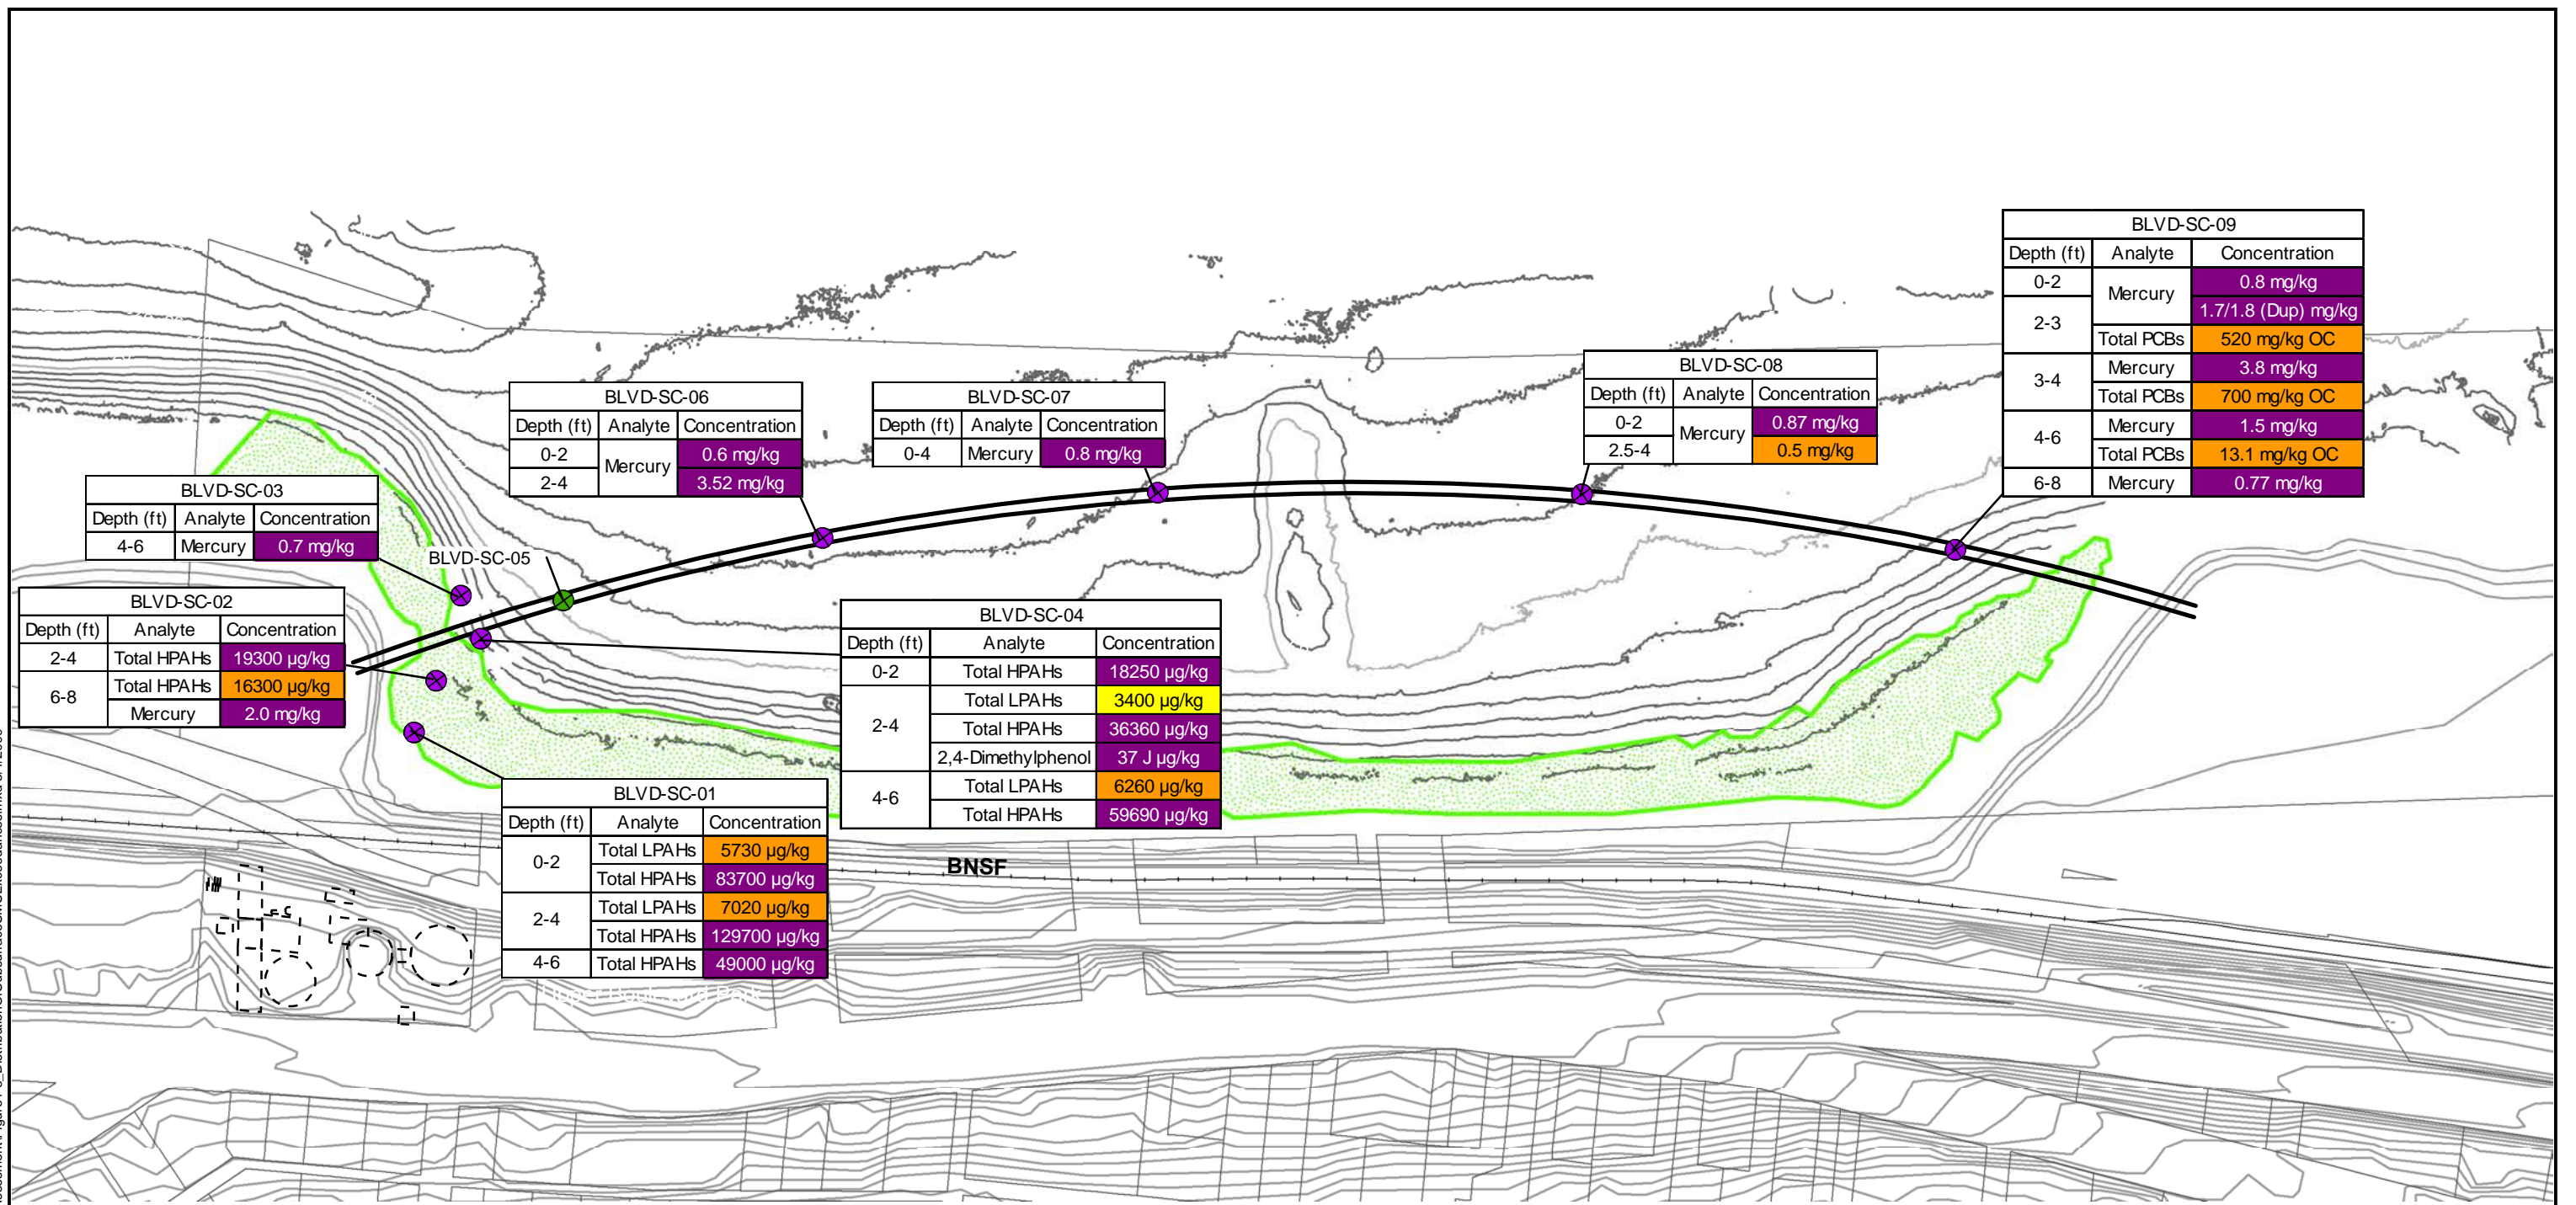 BLVD-SC-09
Depth (ft) Analyte Concentration
0-2 Mercury 0.8 mg/kg
2-3 1.7/1.8 (Dup) mg/kg
Total PCBs 520 mg/kg OC
3-4 Mercury 3.8 mg/kg
Total PCBs 700 mg/kg OC
4-6 Mercury 1.5 mg/kg
Total PCBs 13.1 mg/kg OC
6-8 Mercury 0.77 mg/kg
BLVD-SC-08
Depth (ft) Analyte Concentration
0-2 Mercury 0.87 mg/kg
2.5-4 0.5 mg/kg
BLVD-SC-06
Depth (ft) Analyte Concentration
0-2 Mercury 0.6 mg/kg
2-4 3.52 mg/kg
BLVD-SC-07
Depth (ft) Analyte Concentration
0-4 Mercury 0.8 mg/kg
BLVD-SC-03
Depth (ft) Analyte Concentration
4-6 Mercury 0.7 mg/kg
BLVD-SC-05
BLVD-SC-02
Depth (ft) Analyte Concentration
2-4 Total HPAHs 19300 µg/kg
6-8 Total HPAHs 16300 µg/kg
Mercury 2.0 mg/kg
BLVD-SC-04
Depth (ft) Analyte Concentration
0-2 Total HPAHs 18250 µg/kg
2-4 Total LPAHs 3400 µg/kg
Total HPAHs 36360 µg/kg
2,4-Dimethylphenol 37 J µg/kg
4-6 Total LPAHs 6260 µg/kg
Total HPAHs 59690 µg/kg
BLVD-SC-01
Depth (ft) Analyte Concentration
0-2 Total LPAHs 5730 µg/kg
Total HPAHs 83700 µg/kg
2-4 Total LPAHs 7020 µg/kg
Total HPAHs 129700 µg/kg
4-6 Total HPAHs 49000 µg/kg
BNSF
Upper Boulevard Park